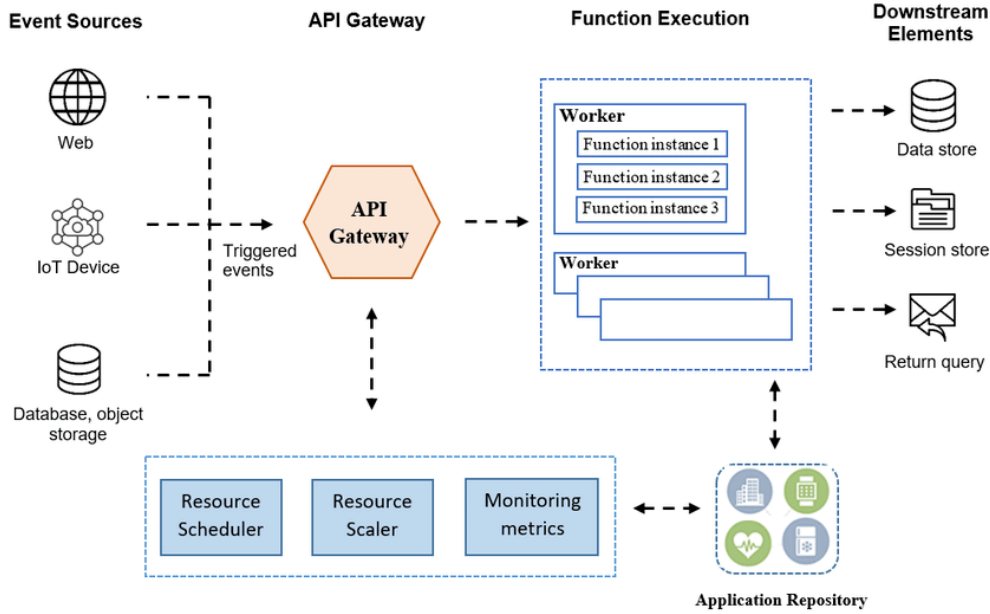 Event Sources
API Gateway
Function Execution
Downstream
Elements
Web
IoT Device
Database, object
storage
Triggered
events
API
Gateway
Worker
Function instance 1
Function instance 2
Function instance 3
Worker
Data store
Session store
Return query
Resource
Scheduler
Resource
Scaler
Monitoring
metrics
Application Repository